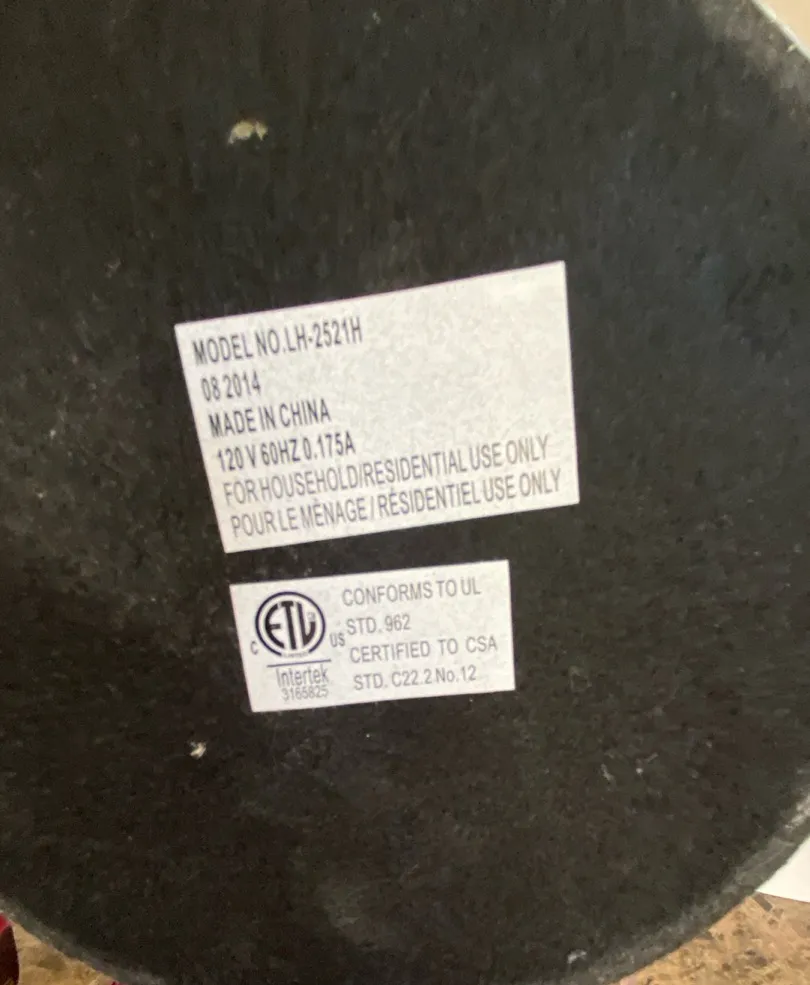 MODEL NO.LH-2521H
08 2014
MADE IN CHINA
120 V 60HZ 0.175A
FOR HOUSEHOLD/RESIDENTIAL USE ONLY
POUR LE MÉNAGE / RÉSIDENTIEL USE ONLY
CONFORMS TO UL
STD. 962
CERTIFIED TO CSA
STD. C22.2 No.12
C ETL US
Intertek
3165825